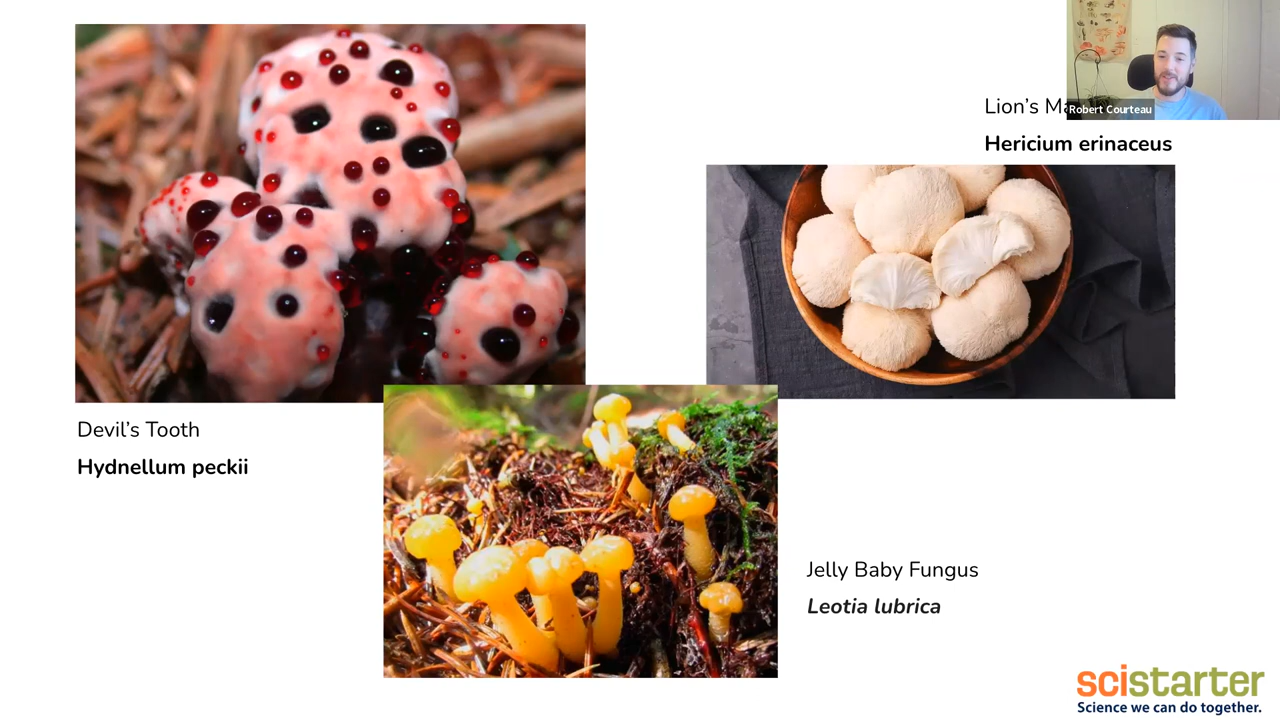 Lion's
Robert Courteau
Hericium erinaceus
Devil's Tooth
Hydnellum peckii
Jelly Baby Fungus
Leotia lubrica
scistarter
Science we can do together.